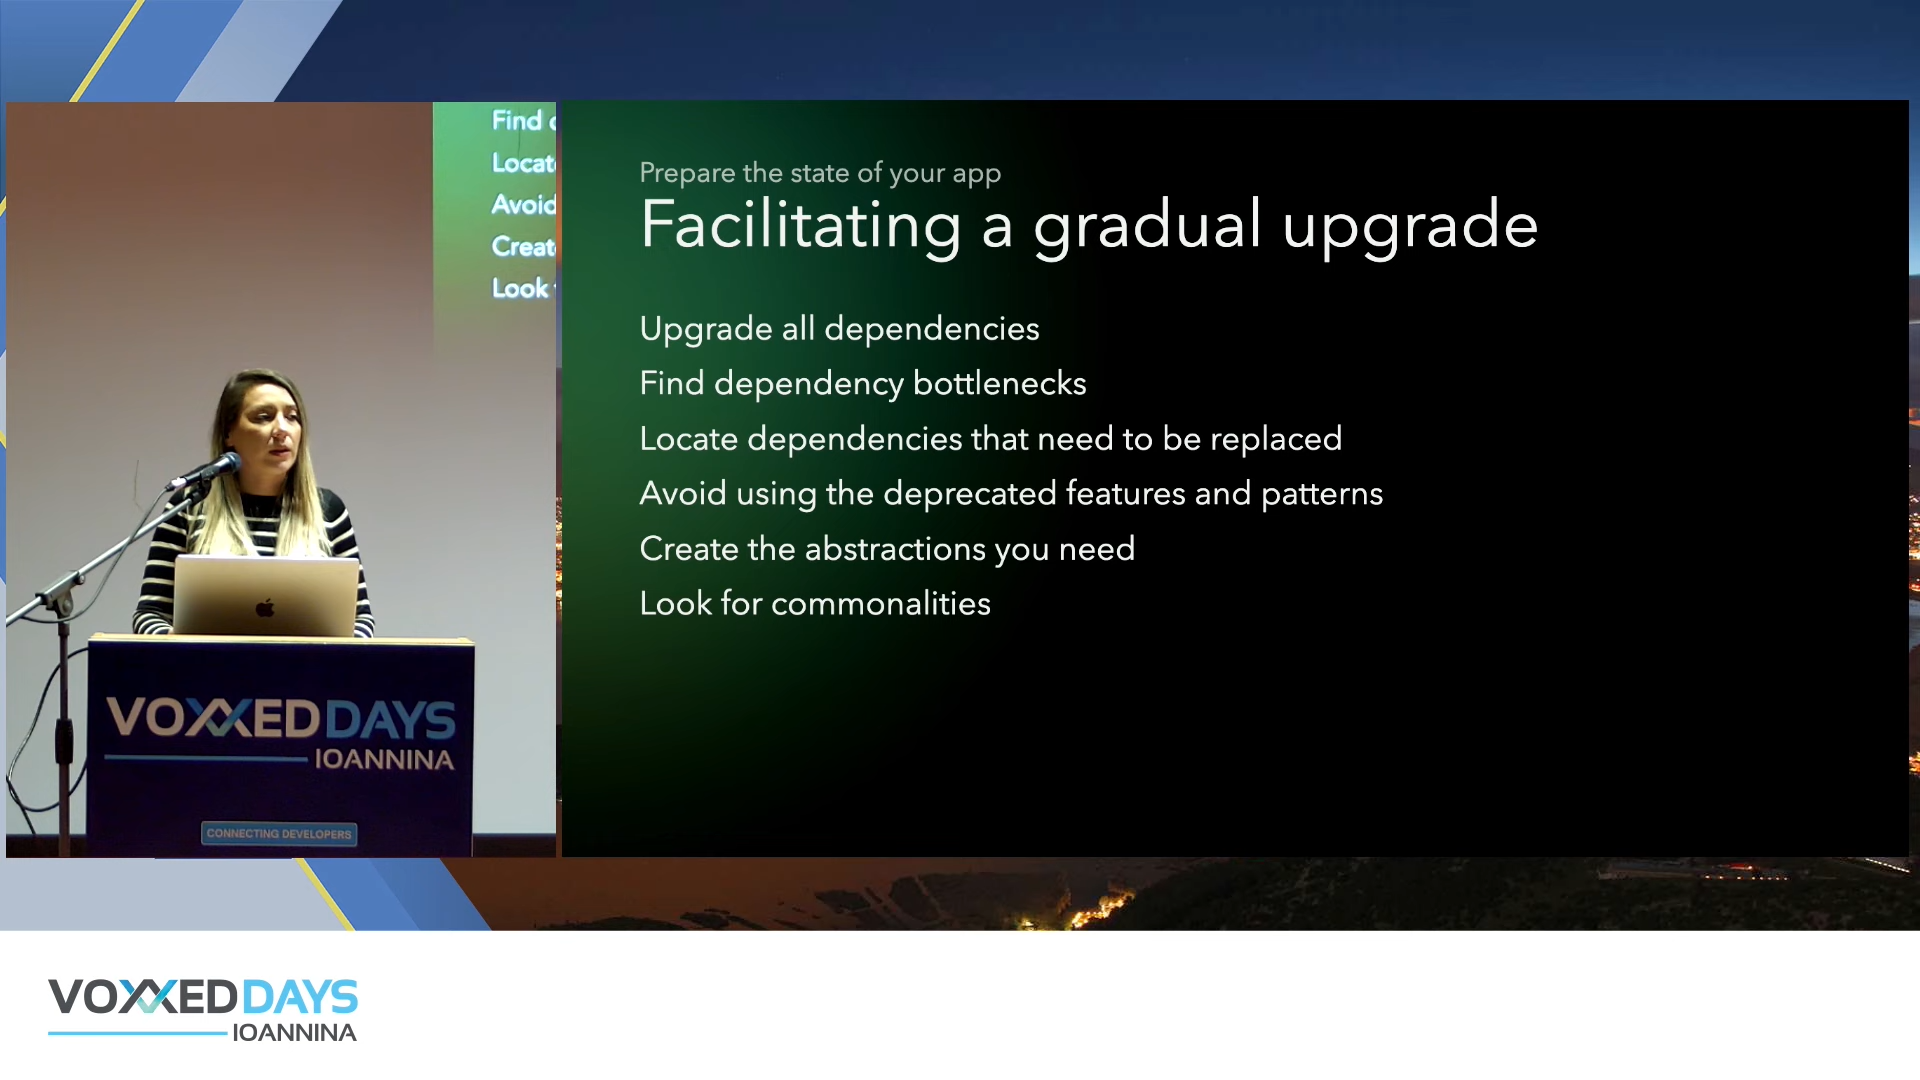 Find
Locate
Avoid
Create
Look
VOXXEDDAYS
IOANNINA
CONNECTING DEVELOPERS
Prepare the state of your app
Facilitating a gradual upgrade
Upgrade all dependencies
Find dependency bottlenecks
Locate dependencies that need to be replaced
Avoid using the deprecated features and patterns
Create the abstractions you need
Look for commonalities
VOXXEDDAYS
IOANNINA